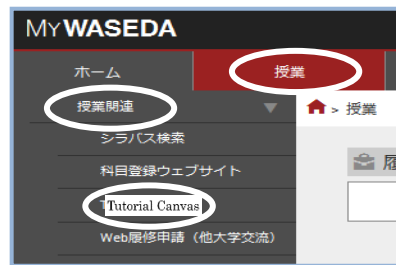 MYWASEDA
ホーム
授業
授業関連
授業
シラバス検索
科目登録ウェブサイト
履
Tutorial Canvas
Web履修申請（他大学交流）